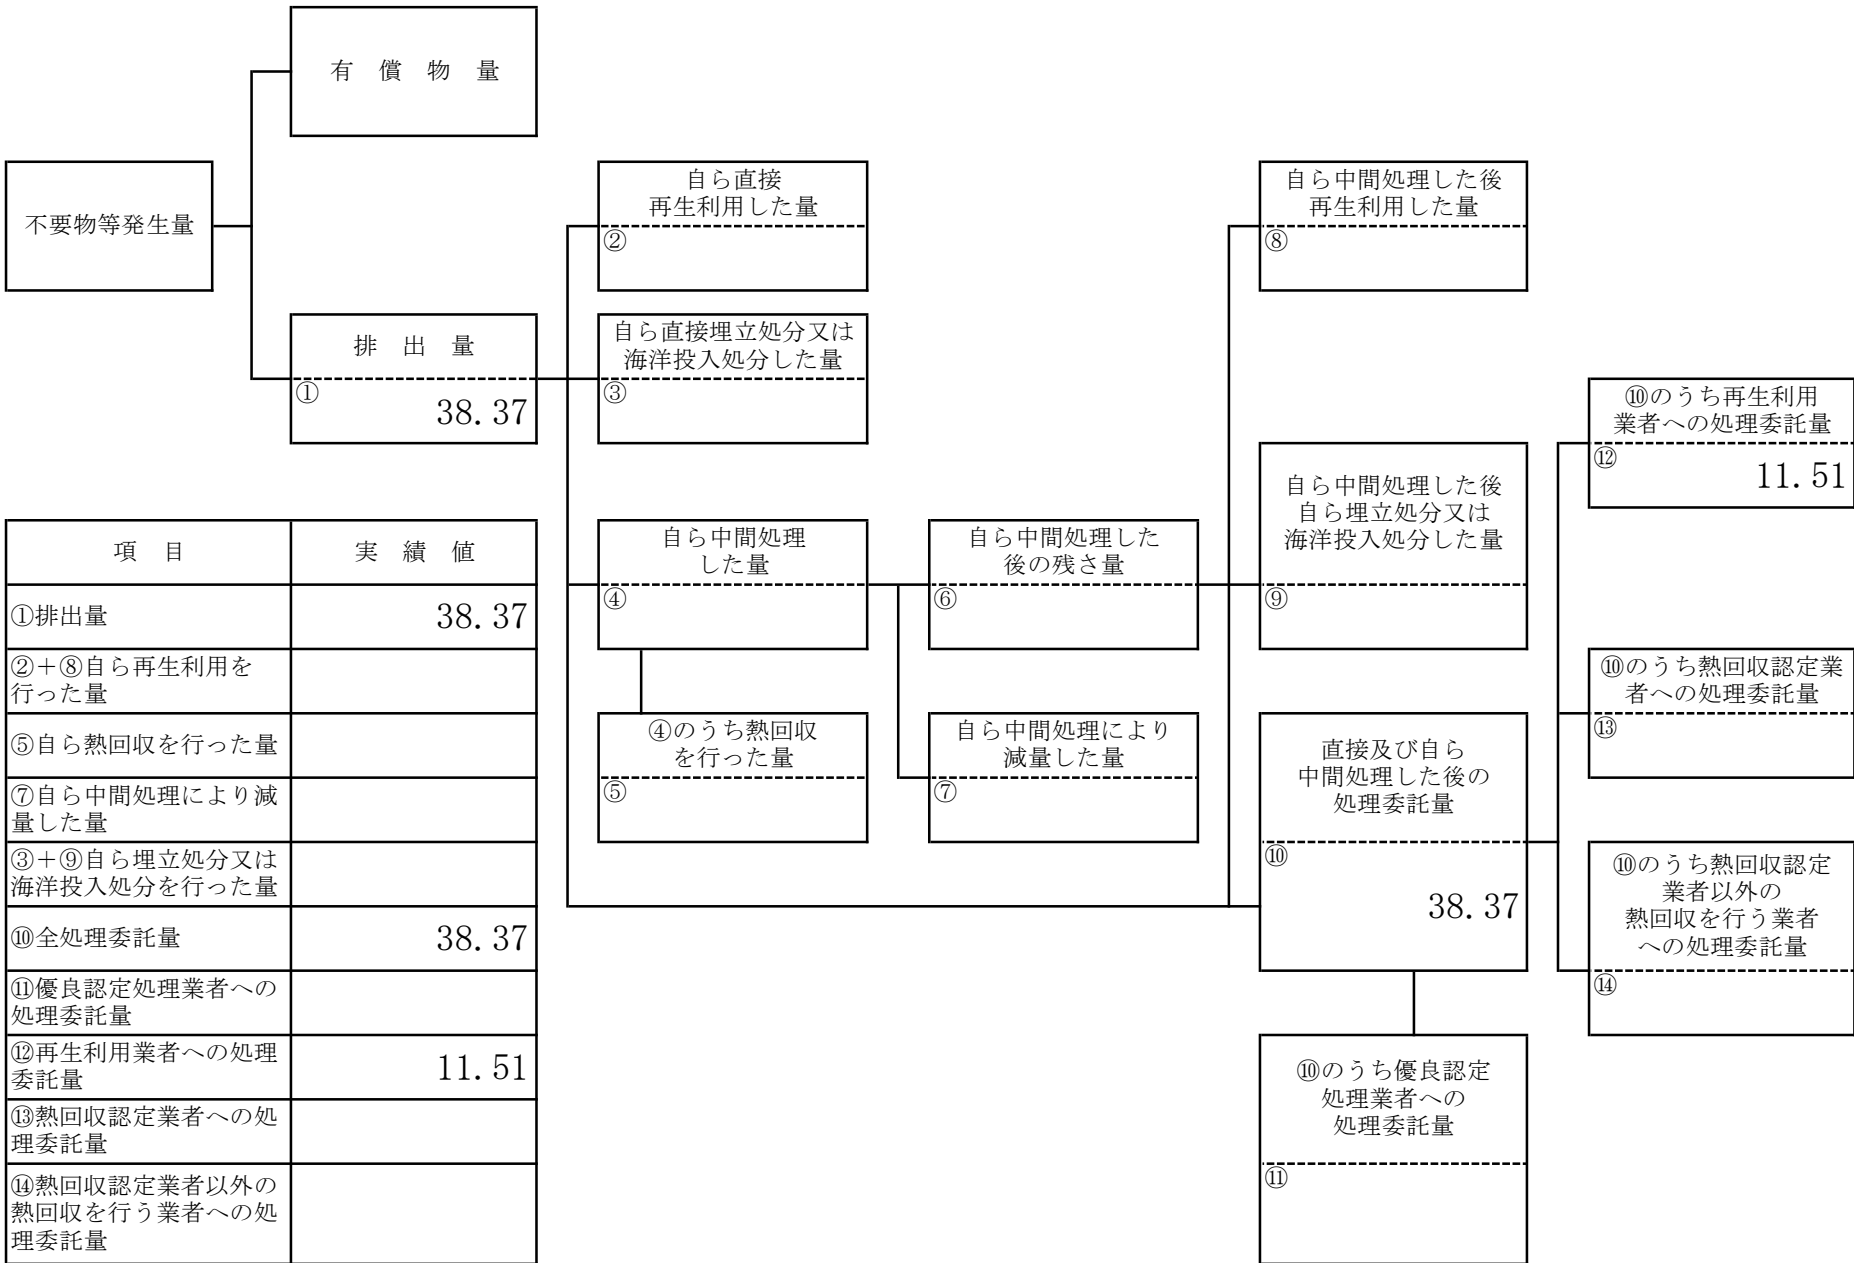 有 償 物 量
不要物等発生量
排 出 量
①
38.37
自ら直接
再生利用した量
②
自ら直接埋立処分又は
海洋投入処分した量
③
自ら中間処理
した量
④
④のうち熱回収
を行った量
⑤
自ら中間処理した
後の残さ量
⑥
自ら中間処理により
減量した量
⑦
自ら中間処理した後
再生利用した量
⑧
自ら中間処理した後
自ら埋立処分又は
海洋投入処分した量
⑨
直接及び自ら
中間処理した後の
処理委託量
⑩
38.37
⑩のうち優良認定
処理業者への
処理委託量
⑪
⑩のうち再生利用
業者への処理委託量
⑫
11.51
⑩のうち熱回収認定業
者への処理委託量
⑬
⑩のうち熱回収認定
業者以外の
熱回収を行う業者
への処理委託量
⑭
項 目 実 績 値
①排出量 38.37
②+⑧自ら再生利用を
行った量
⑤自ら熱回収を行った量
⑦自ら中間処理により減
量した量
③+⑨自ら埋立処分又は
海洋投入処分を行った量
⑩全処理委託量 38.37
⑪優良認定処理業者への
処理委託量
⑫再生利用業者への処理
委託量 11.51
⑬熱回収認定業者への処
理委託量
⑭熱回収認定業者以外の
熱回収を行う業者への処
理委託量